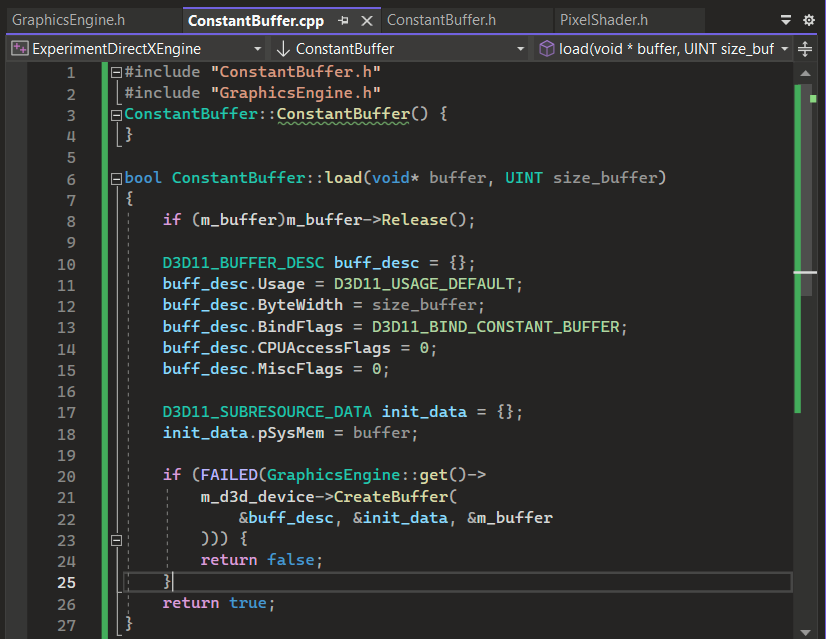 GraphicsEngine.h ConstantBuffer.cpp ConstantBuffer.h PixelShader.h
ExperimentDirectXEngine ConstantBuffer load(void * buffer, UINT size_buf
1 #include "ConstantBuffer.h"
2 #include "GraphicsEngine.h"
3 ConstantBuffer::ConstantBuffer() {
4 }
5
6 bool ConstantBuffer::load(void* buffer, UINT size_buffer)
7 {
8     if (m_buffer)m_buffer->Release();
9
10     D3D11_BUFFER_DESC buff_desc = {};
11     buff_desc.Usage = D3D11_USAGE_DEFAULT;
12     buff_desc.ByteWidth = size_buffer;
13     buff_desc.BindFlags = D3D11_BIND_CONSTANT_BUFFER;
14     buff_desc.CPUAccessFlags = 0;
15     buff_desc.MiscFlags = 0;
16
17     D3D11_SUBRESOURCE_DATA init_data = {};
18     init_data.pSysMem = buffer;
19
20     if (FAILED(GraphicsEngine::get()->
21         m_d3d_device->CreateBuffer(
22             &buff_desc, &init_data, &m_buffer
23         ))) {
24         return false;
25     }
26     return true;
27 }